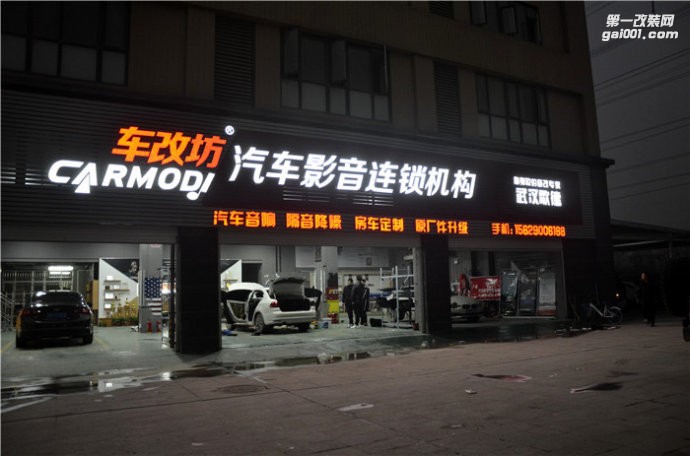 第一改装网
gai001.com
车改坊®
CARMODI
汽车影音连锁机构
武汉歌德
汽车音响 隔音降噪 房车定制 原厂件升级 手机:15629006188